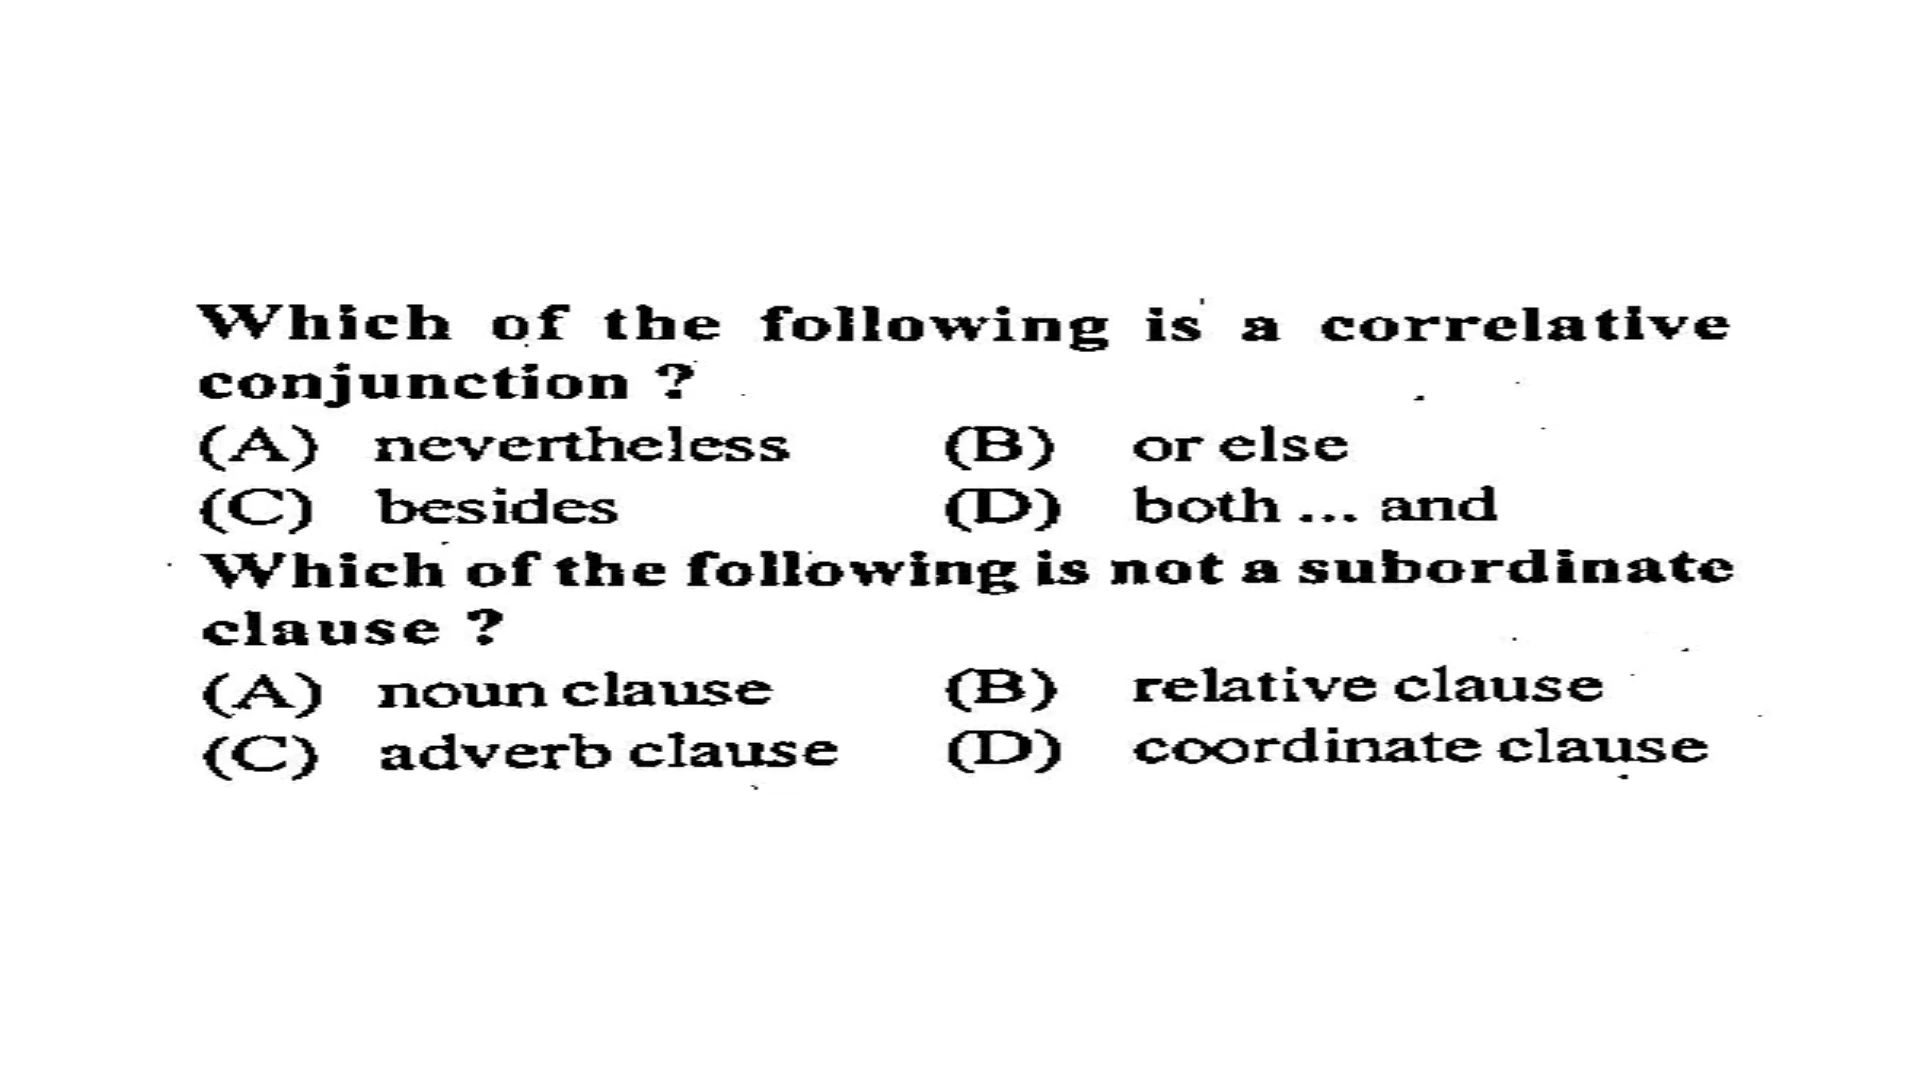 Which of the following is a correlative
conjunction ?
(A) nevertheless (B) or else
(C) besides (D) both ... and
Which of the following is not a subordinate
clause ?
(A) noun clause (B) relative clause
(C) adverb clause (D) coordinate clause